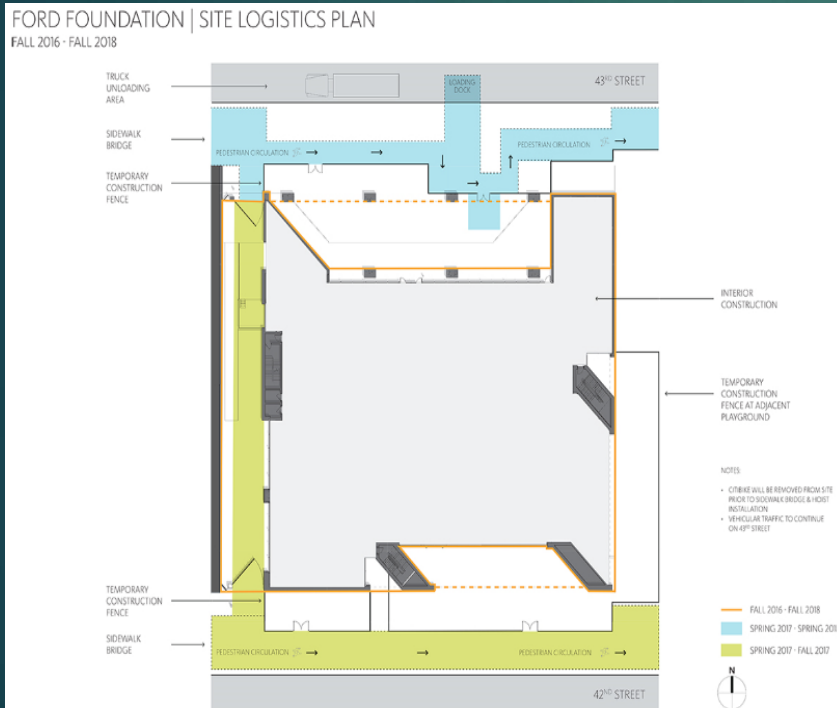 FORD FOUNDATION | SITE LOGISTICS PLAN
FALL 2016 - FALL 2018
TRUCK
UNLOADING
AREA
43RD STREET
LOADING
DOCK
SIDEWALK
BRIDGE
PEDESTRIAN CIRCULATION
PEDESTRIAN CIRCULATION
TEMPORARY
CONSTRUCTION
FENCE
INTERIOR
CONSTRUCTION
TEMPORARY
CONSTRUCTION
FENCE AT ADJACENT
PLAYGROUND
NOTES:
• CITIBIKE WILL BE REMOVED FROM SITE
PRIOR TO SIDEWALK BRIDGE & HOIST
INSTALLATION
• VEHICULAR TRAFFIC TO CONTINUE
ON 43RD STREET
TEMPORARY
CONSTRUCTION
FENCE
FALL 2016 - FALL 2018
SPRING 2017 - SPRING 201
SPRING 2017 - FALL 2017
SIDEWALK
BRIDGE
PEDESTRIAN CIRCULATION
PEDESTRIAN CIRCULATION
N
42ND STREET